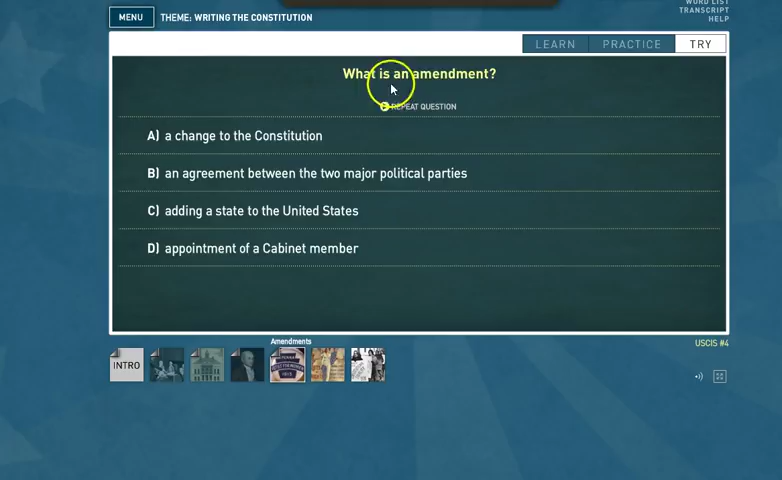 WORD LIST
MENU THEME: WRITING THE CONSTITUTION
TRANSCRIPT
HELP
LEARN PRACTICE TRY
What is an amendment?
REPEAT QUESTION
A) a change to the Constitution
B) an agreement between the two major political parties
C) adding a state to the United States
D) appointment of a Cabinet member
Amendments
USCIS #4
INTRO